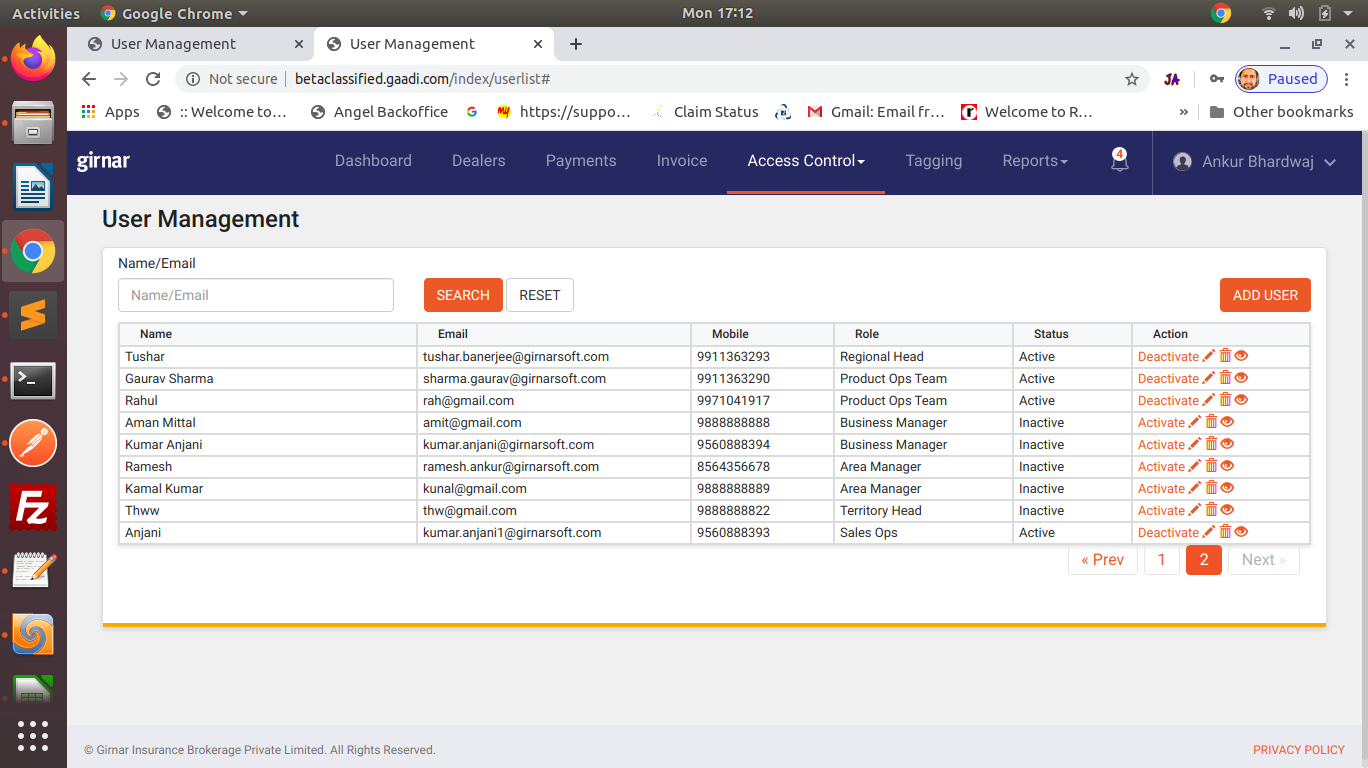 Activities Google Chrome Mon 17:12
User Management User Management
Not secure betaclassified.gaadi.com/index/userlist# JA Paused
Apps :: Welcome to... Angel Backoffice G my https://suppo... Claim Status Gmail: Email fr... r Welcome to R... » Other bookmarks
girnar Dashboard Dealers Payments Invoice Access Control Tagging Reports 4 Ankur Bhardwaj
User Management
Name/Email
Name/Email SEARCH RESET ADD USER
Name Email Mobile Role Status Action
Tushar tushar.banerjee@girnarsoft.com 9911363293 Regional Head Active Deactivate
Gaurav Sharma sharma.gaurav@girnarsoft.com 9911363290 Product Ops Team Active Deactivate
Rahul rah@gmail.com 9971041917 Product Ops Team Active Deactivate
Aman Mittal amit@gmail.com 9888888888 Business Manager Inactive Activate
Kumar Anjani kumar.anjani@girnarsoft.com 9560888394 Business Manager Inactive Activate
Ramesh ramesh.ankur@girnarsoft.com 8564356678 Area Manager Inactive Activate
Kamal Kumar kunal@gmail.com 9888888889 Area Manager Inactive Activate
Thww thw@gmail.com 9888888822 Territory Head Inactive Activate
Anjani kumar.anjani1@girnarsoft.com 9560888393 Sales Ops Active Deactivate
« Prev 1 2 Next »
© Girnar Insurance Brokerage Private Limited. All Rights Reserved. PRIVACY POLICY
Fz